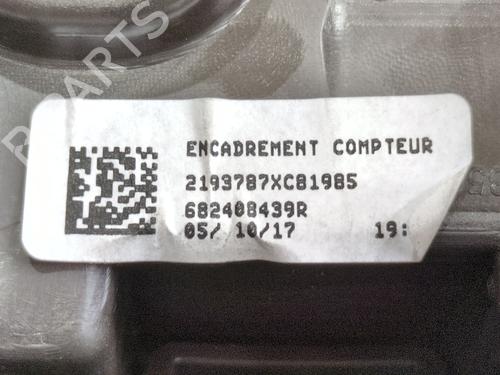 ENCADREMENT COMPTEUR
2193787XC81985
682408439R
05/ 10/17 19: